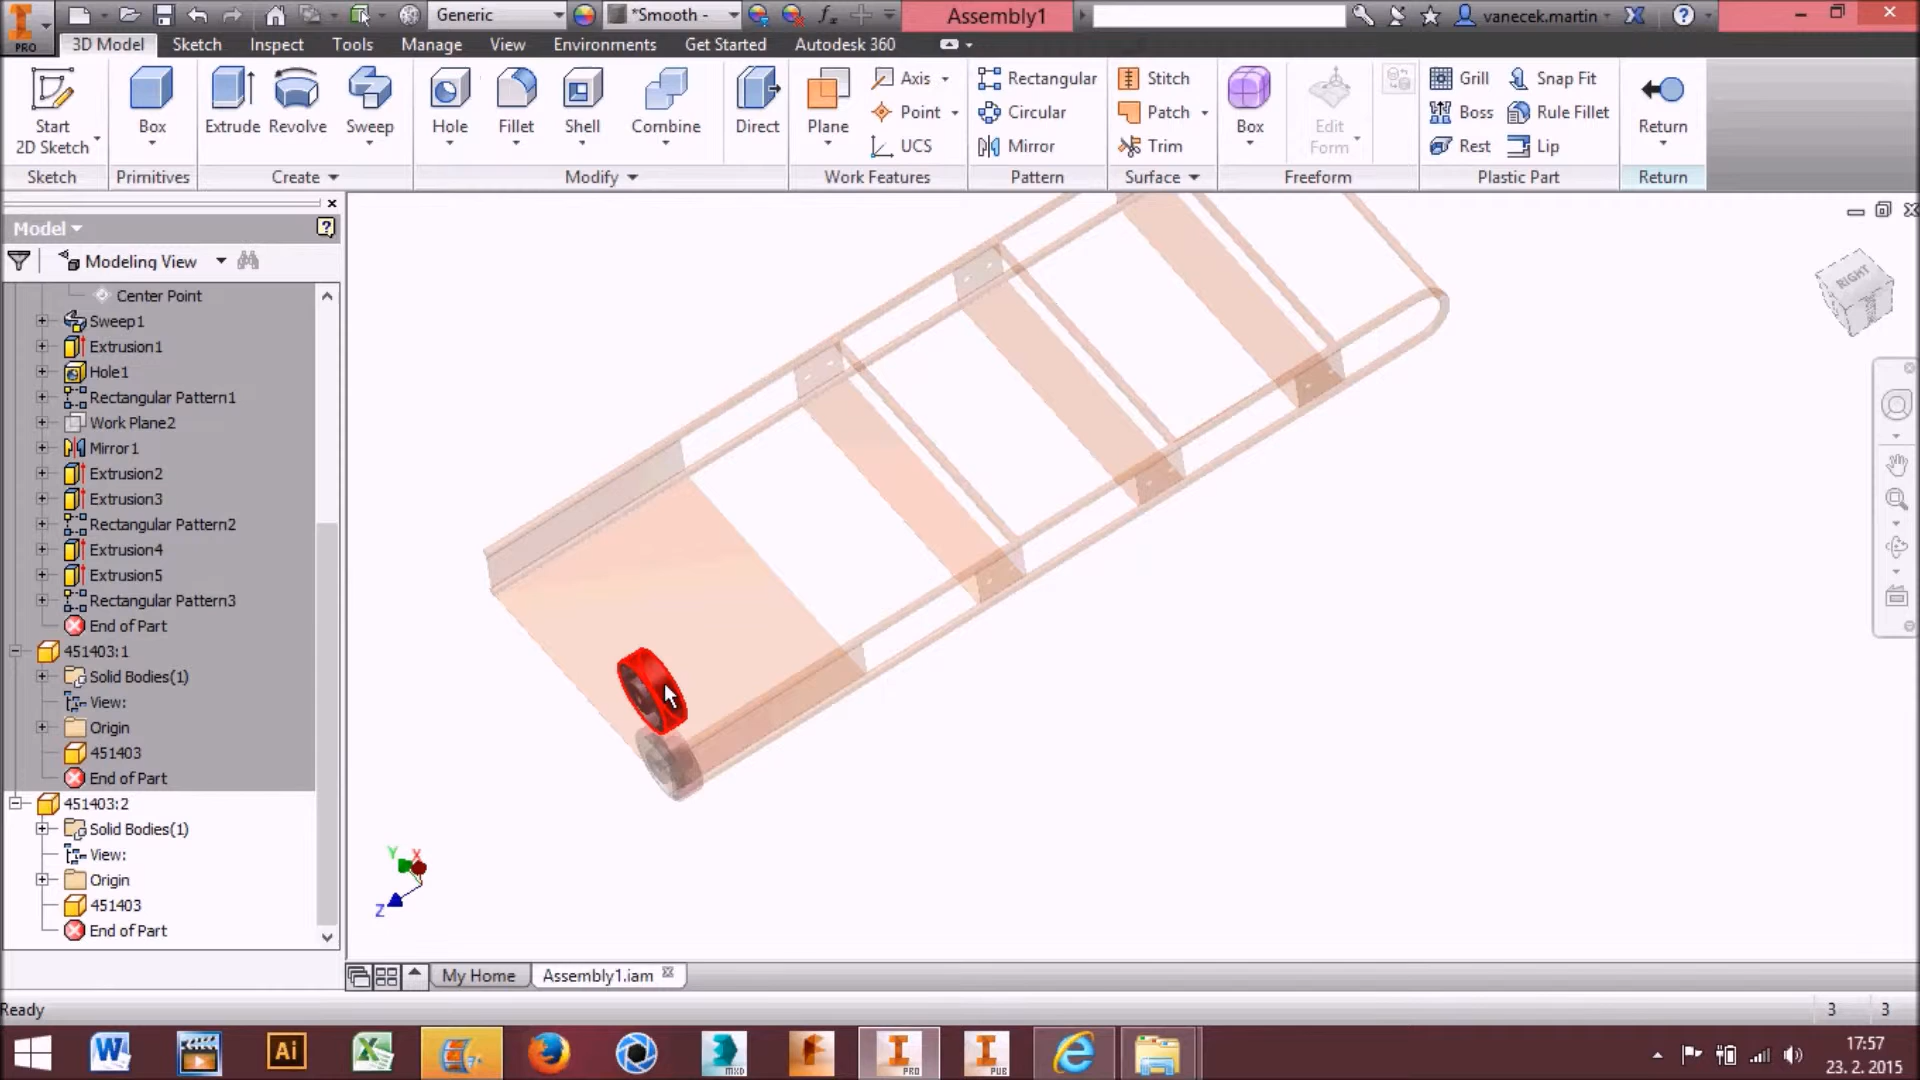 PRO
Generic
*Smooth -
Assembly1
vanecek.martin
3D Model
Sketch
Inspect
Tools
Manage
View
Environments
Get Started
Autodesk 360
Start
2D Sketch
Box
Extrude
Revolve
Sweep
Hole
Fillet
Shell
Combine
Direct
Plane
Axis
Point
UCS
Rectangular
Circular
Mirror
Stitch
Patch
Trim
Box
Edit
Form
Grill
Boss
Rest
Snap Fit
Rule Fillet
Lip
Return
Sketch
Primitives
Create
Modify
Work Features
Pattern
Surface
Freeform
Plastic Part
Return
Model
Modeling View
Center Point
Sweep1
Extrusion1
Hole1
Rectangular Pattern1
Work Plane2
Mirror1
Extrusion2
Extrusion3
Rectangular Pattern2
Extrusion4
Extrusion5
Rectangular Pattern3
End of Part
451403:1
Solid Bodies(1)
View:
Origin
451403
End of Part
451403:2
Solid Bodies(1)
View:
Origin
451403
End of Part
RIGHT
Y X
Z
My Home
Assembly1.iam
Ready
3 3
Ai
MXD
PRO
PUB
17:57
23. 2. 2015